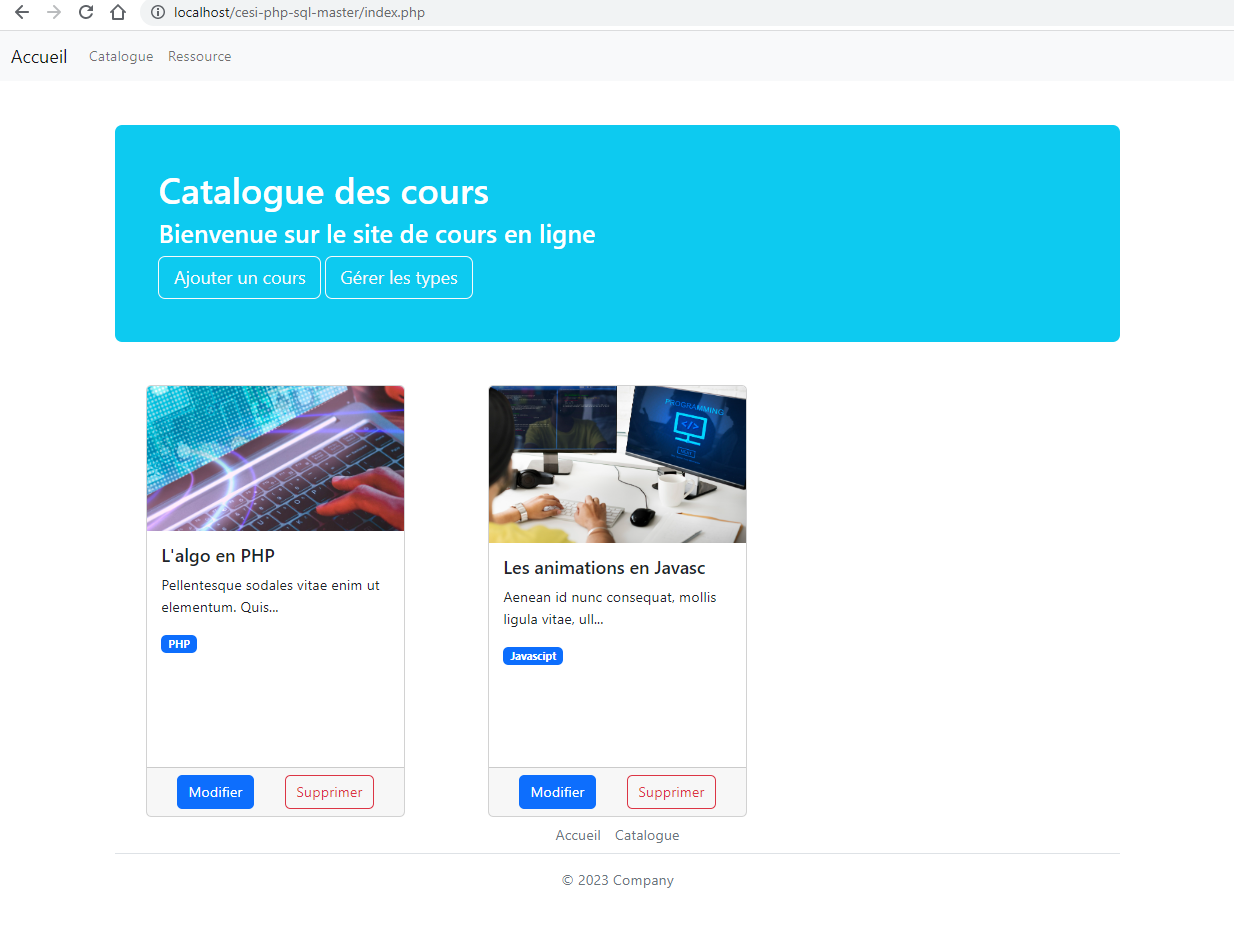 localhost/cesi-php-sql-master/index.php
Accueil Catalogue Ressource
Catalogue des cours
Bienvenue sur le site de cours en ligne
Ajouter un cours Gérer les types
PROGRAMMING
</>
L'algo en PHP
Pellentesque sodales vitae enim ut
elementum. Quis...
PHP
Modifier Supprimer
Les animations en Javasc
Aenean id nunc consequat, mollis
ligula vitae, ull...
Javascipt
Modifier Supprimer
Accueil Catalogue
© 2023 Company